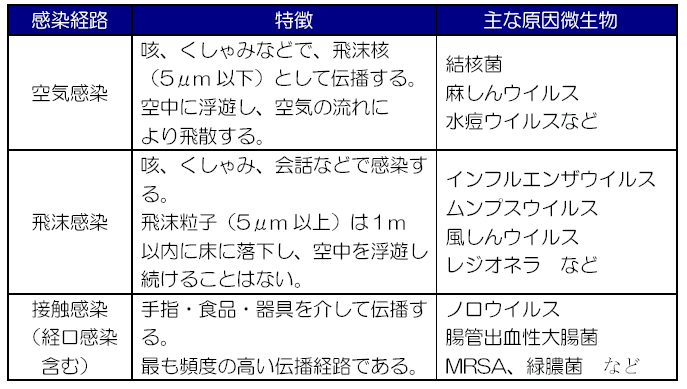 感染経路 特徴 主な原因微生物
空気感染
咳、くしゃみなどで、飛沫核
（５μm以下）として伝播する。
空中に浮遊し、空気の流れに
より飛散する。
結核菌
麻しんウイルス
水痘ウイルスなど
飛沫感染
咳、くしゃみ、会話などで感染す
る。
飛沫粒子（５μm以上）は１ｍ
以内に床に落下し、空中を浮遊し
続けることはない。
インフルエンザウイルス
ムンプスウイルス
風しんウイルス
レジオネラ　など
接触感染
（経口感染
含む）
手指・食品・器具を介して伝播す
る。
最も頻度の高い伝播経路である。
ノロウイルス
腸管出血性大腸菌
MRSA、緑膿菌　など